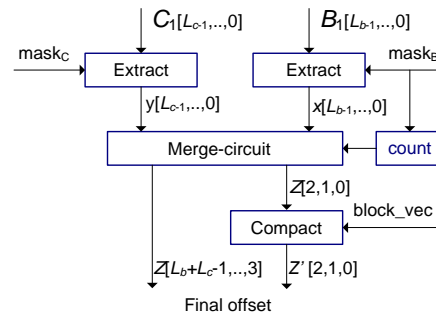 C1[Lc-1,..,0] B1[Lb-1,..,0]
maskC maskB
Extract Extract
y[Lc-1,..,0] x[Lb-1,..,0]
Merge-circuit count
Z[2,1,0]
block_vec
Compact
Z[Lb+Lc-1,..,3] Z' [2,1,0]
Final offset